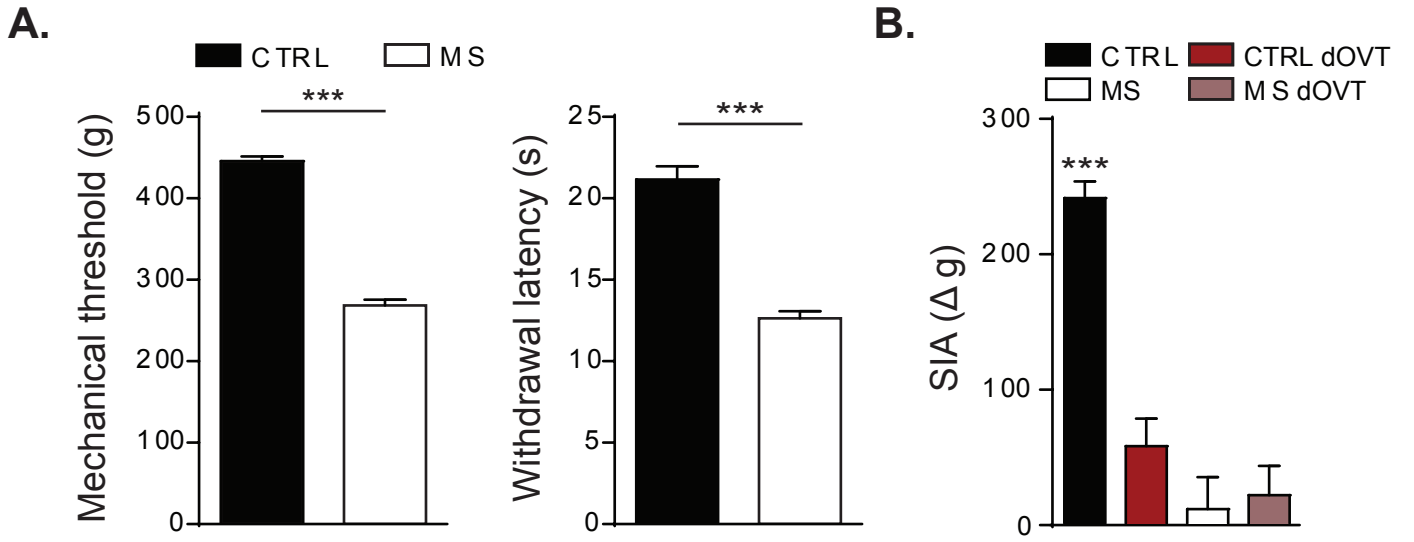 A.
CTRL MS
***
Mechanical threshold (g)
500
400
300
200
100
0
***
Withdrawal latency (s)
25
20
15
10
5
0
B.
CTRL CTRL dOVT
MS MS dOVT
***
SIA (Δ g)
300
200
100
0